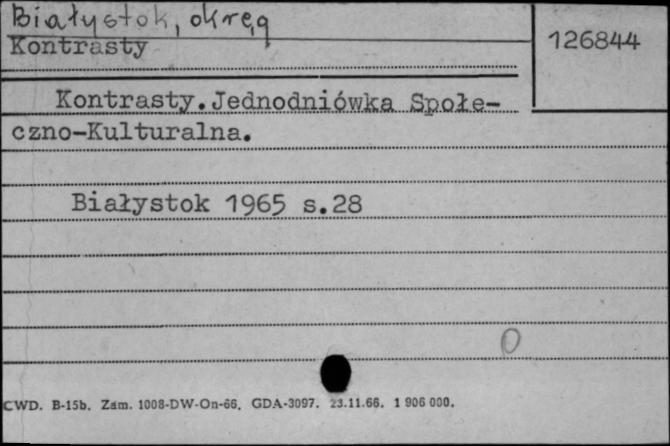 Białystok, okręg
Kontrasty
126844
Kontrasty.Jednodniówka Społe-
czno-Kulturalna.
Białystok 1965 s.28
0
CWD. B-15b. Zam. 1008-DW-On-66. GDA-3097. 23.11.66. 1 906 000.